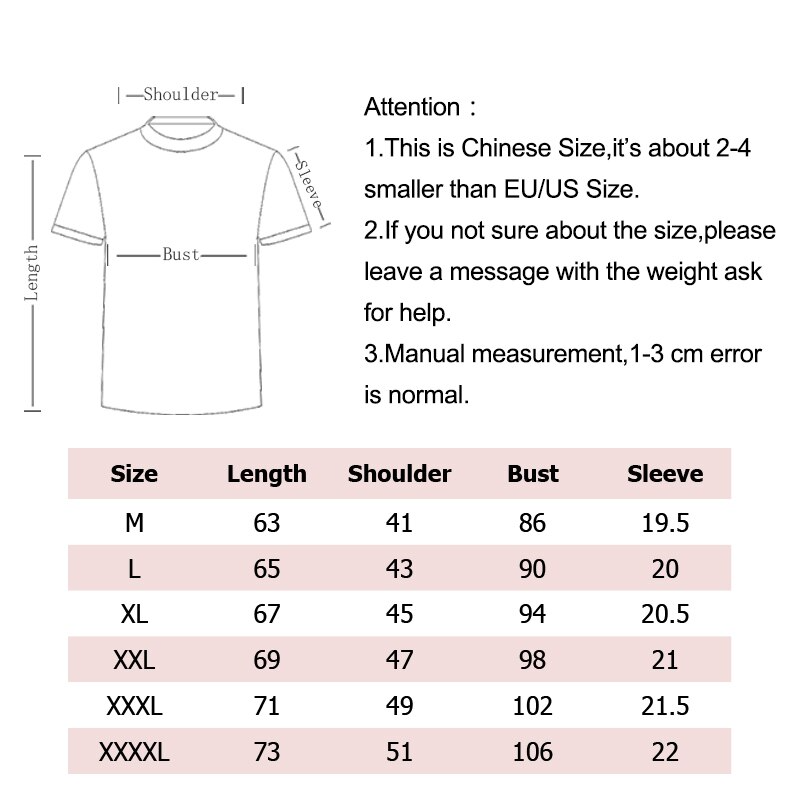 Shoulder
Sleeve
Bust
Length
Attention：
1.This is Chinese Size,it’s about 2-4
smaller than EU/US Size.
2.If you not sure about the size,please
leave a message with the weight ask
for help.
3.Manual measurement,1-3 cm error
is normal.
Size Length Shoulder Bust Sleeve
M 63 41 86 19.5
L 65 43 90 20
XL 67 45 94 20.5
XXL 69 47 98 21
XXXL 71 49 102 21.5
XXXXL 73 51 106 22